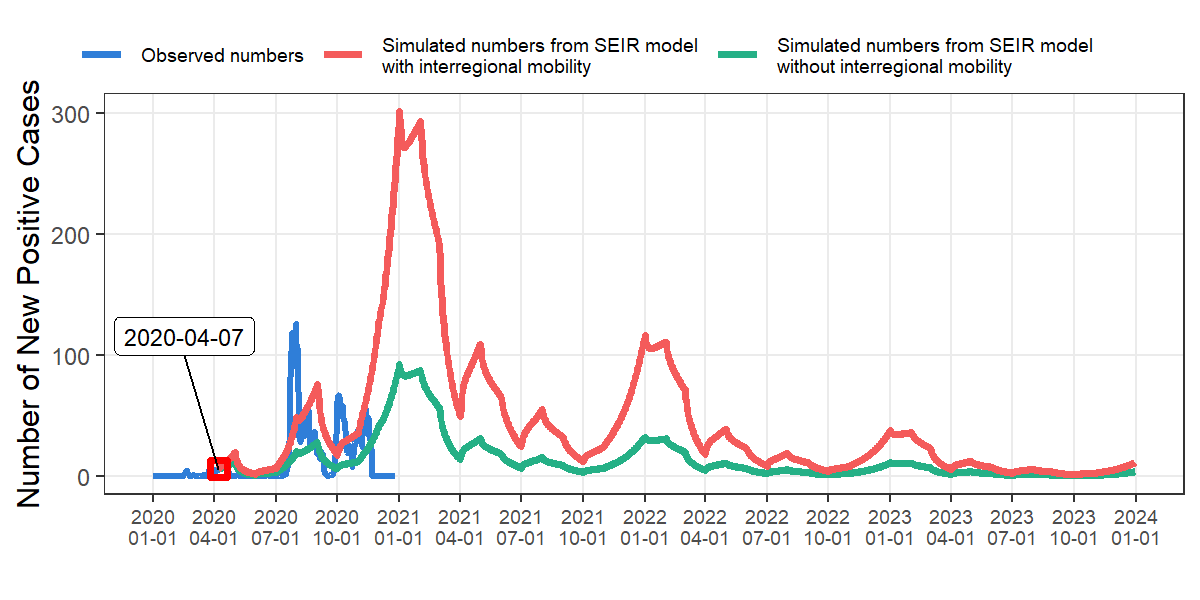 Observed numbers
Simulated numbers from SEIR model
with interregional mobility
Simulated numbers from SEIR model
without interregional mobility
Number of New Positive Cases
300
200
100
0
2020-04-07
2020 2020 2020 2020 2021 2021 2021 2021 2022 2022 2022 2022 2023 2023 2023 2023 2024
01-01 04-01 07-01 10-01 01-01 04-01 07-01 10-01 01-01 04-01 07-01 10-01 01-01 04-01 07-01 10-01 01-01